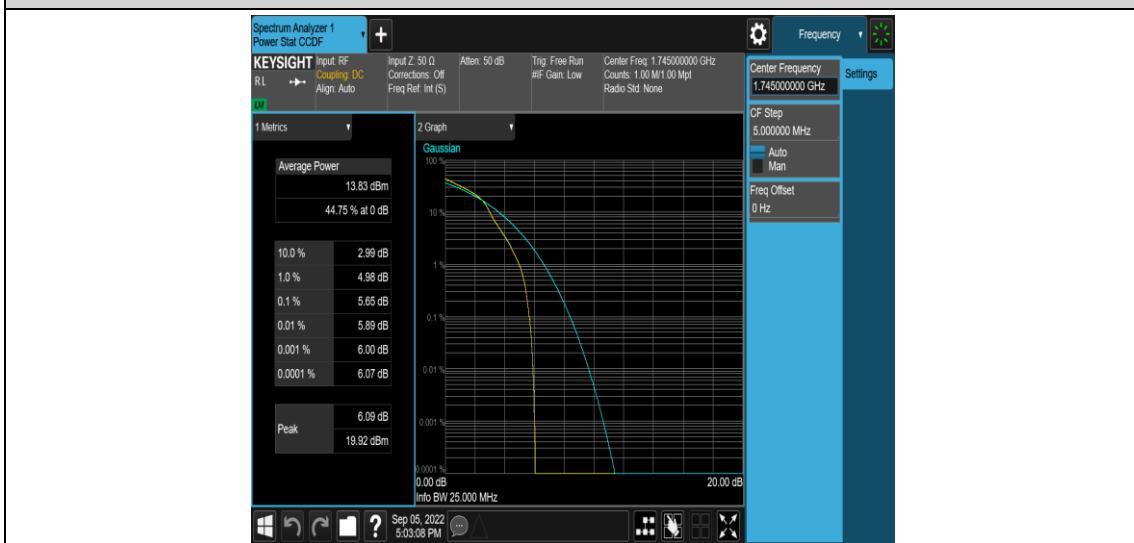 Spectrum Analyzer 1
Power Stat CCDF
+
Frequency
KEYSIGHT
RL
LXI
Input: RF
Coupling: DC
Align: Auto
Input Z: 50 Ω
Corrections: Off
Freq Ref: Int (S)
Atten: 50 dB
Trig: Free Run
#IF Gain: Low
Center Freq: 1.745000000 GHz
Counts: 1.00 M/1.00 Mpt
Radio Std: None
Center Frequency
1.745000000 GHz
Settings
CF Step
5.000000 MHz
Auto
Man
Freq Offset
0 Hz
1 Metrics
Average Power
13.83 dBm
44.75 % at 0 dB
10.0 % 2.99 dB
1.0 % 4.98 dB
0.1 % 5.65 dB
0.01 % 5.89 dB
0.001 % 6.00 dB
0.0001 % 6.07 dB
Peak
6.09 dB
19.92 dBm
2 Graph
Gaussian
100 %
10 %
1 %
0.1 %
0.01 %
0.001 %
0.0001 %
0.00 dB 20.00 dB
Info BW 25.000 MHz
?
Sep 05, 2022
5:03:08 PM